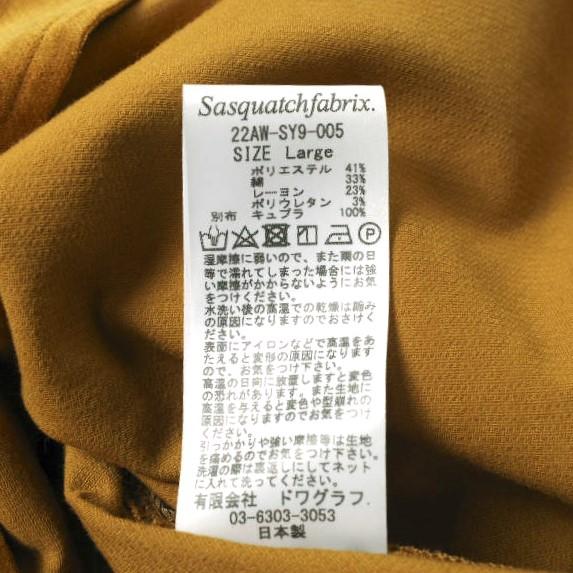 Sasquatchfabrix.
22AW-SY9-005
SIZE Large
ポリエステル 41%
綿 33%
レーヨン 23%
ポリウレタン 3%
別布 キュプラ 100%
P
湿摩擦に弱いので、また雨の日
等で濡れてしまった場合には強
い摩擦がかからないようにお気
をつけください。
水洗い後の高温での乾燥は縮み
の原因になりますのでおさけく
ださい。
表面にアイロンなどで高温をあ
たえると変形の原因になります
ので、お気をつけ下さい。
高温の日向に放置しますと変色
の恐れがあります。また生地に
高温を与えると変色や型崩れの
原因になりますのでお気をつけ
ください。
引っかかりや強い摩擦等は生地
を痛めるのでお気をつけ下さい。
洗濯の際は裏返しにしてネット
に入れて洗ってください。
有限会社 ドワグラフ.
03-6303-3053
日本製